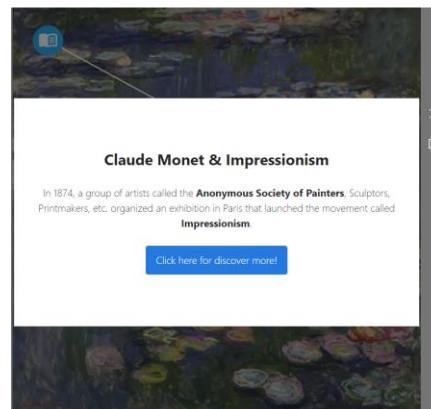 Claude Monet & Impressionism
In 1874, a group of artists called the Anonymous Society of Painters, Sculptors,
Printmakers, etc. organized an exhibition in Paris that launched the movement called
Impressionism.
Click here for discover more!